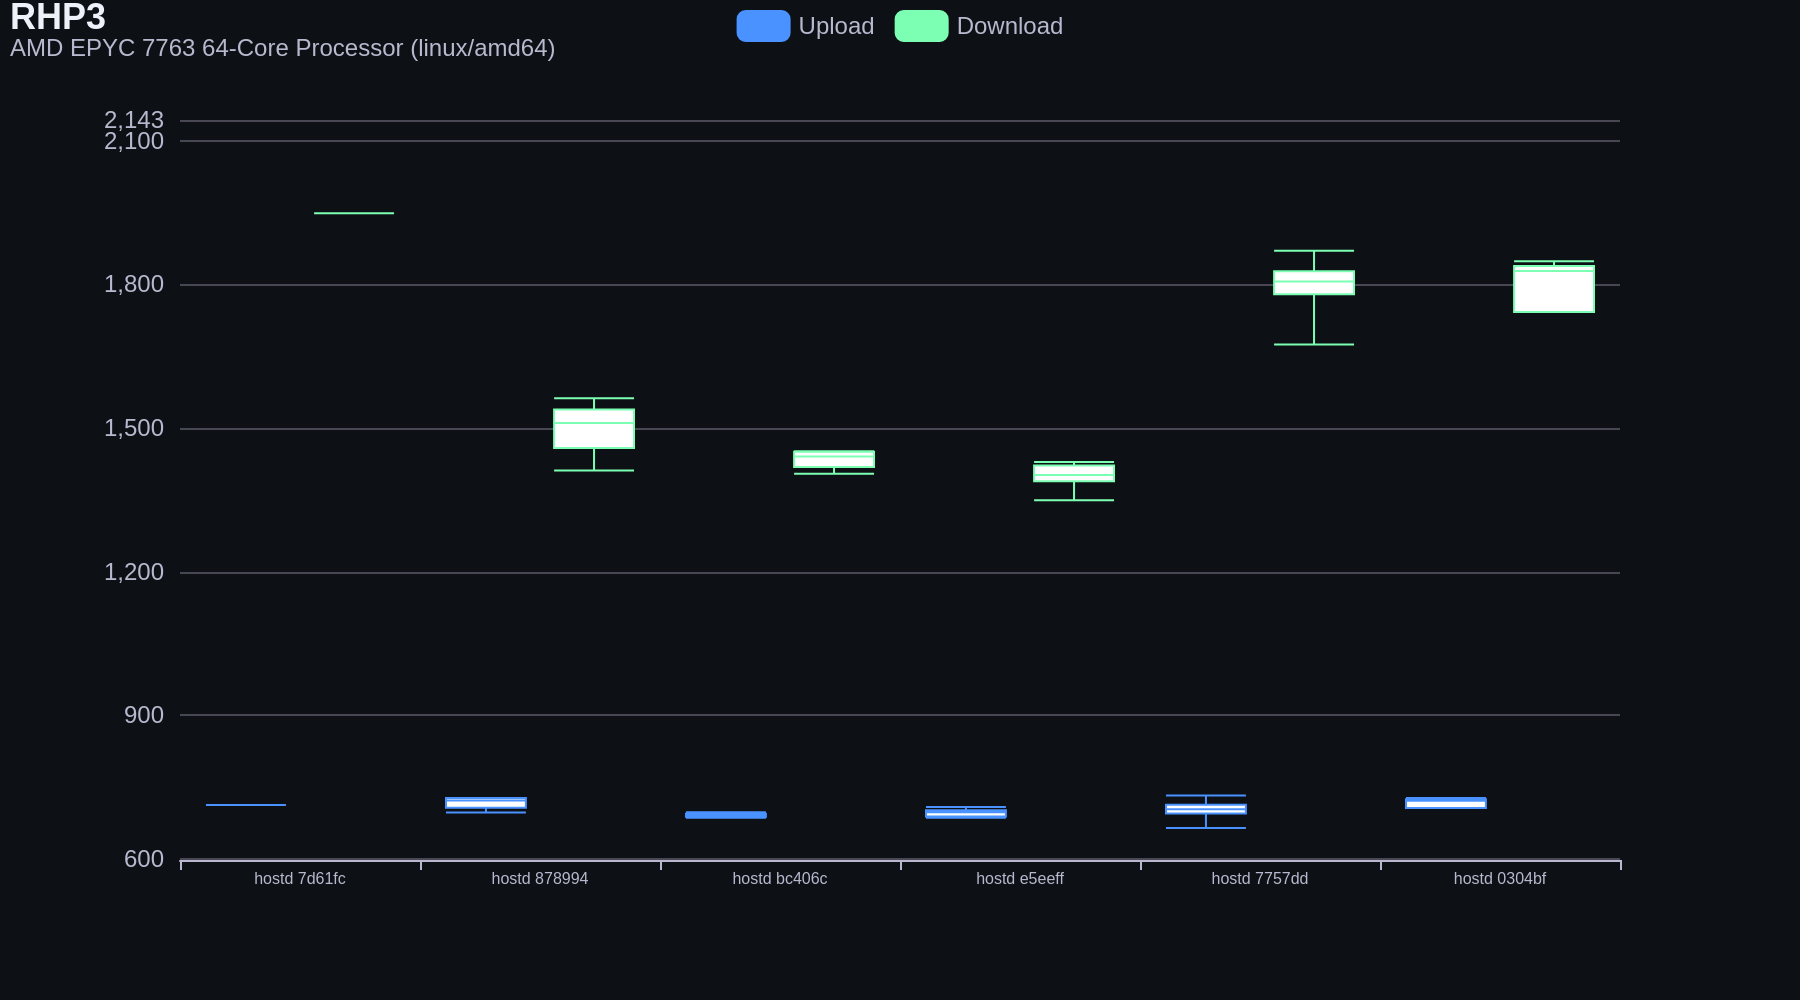 RHP3
AMD EPYC 7763 64-Core Processor (linux/amd64)
Upload
Download
2,143
2,100
1,800
1,500
1,200
900
600
hostd 7d61fc
hostd 878994
hostd bc406c
hostd e5eeff
hostd 7757dd
hostd 0304bf